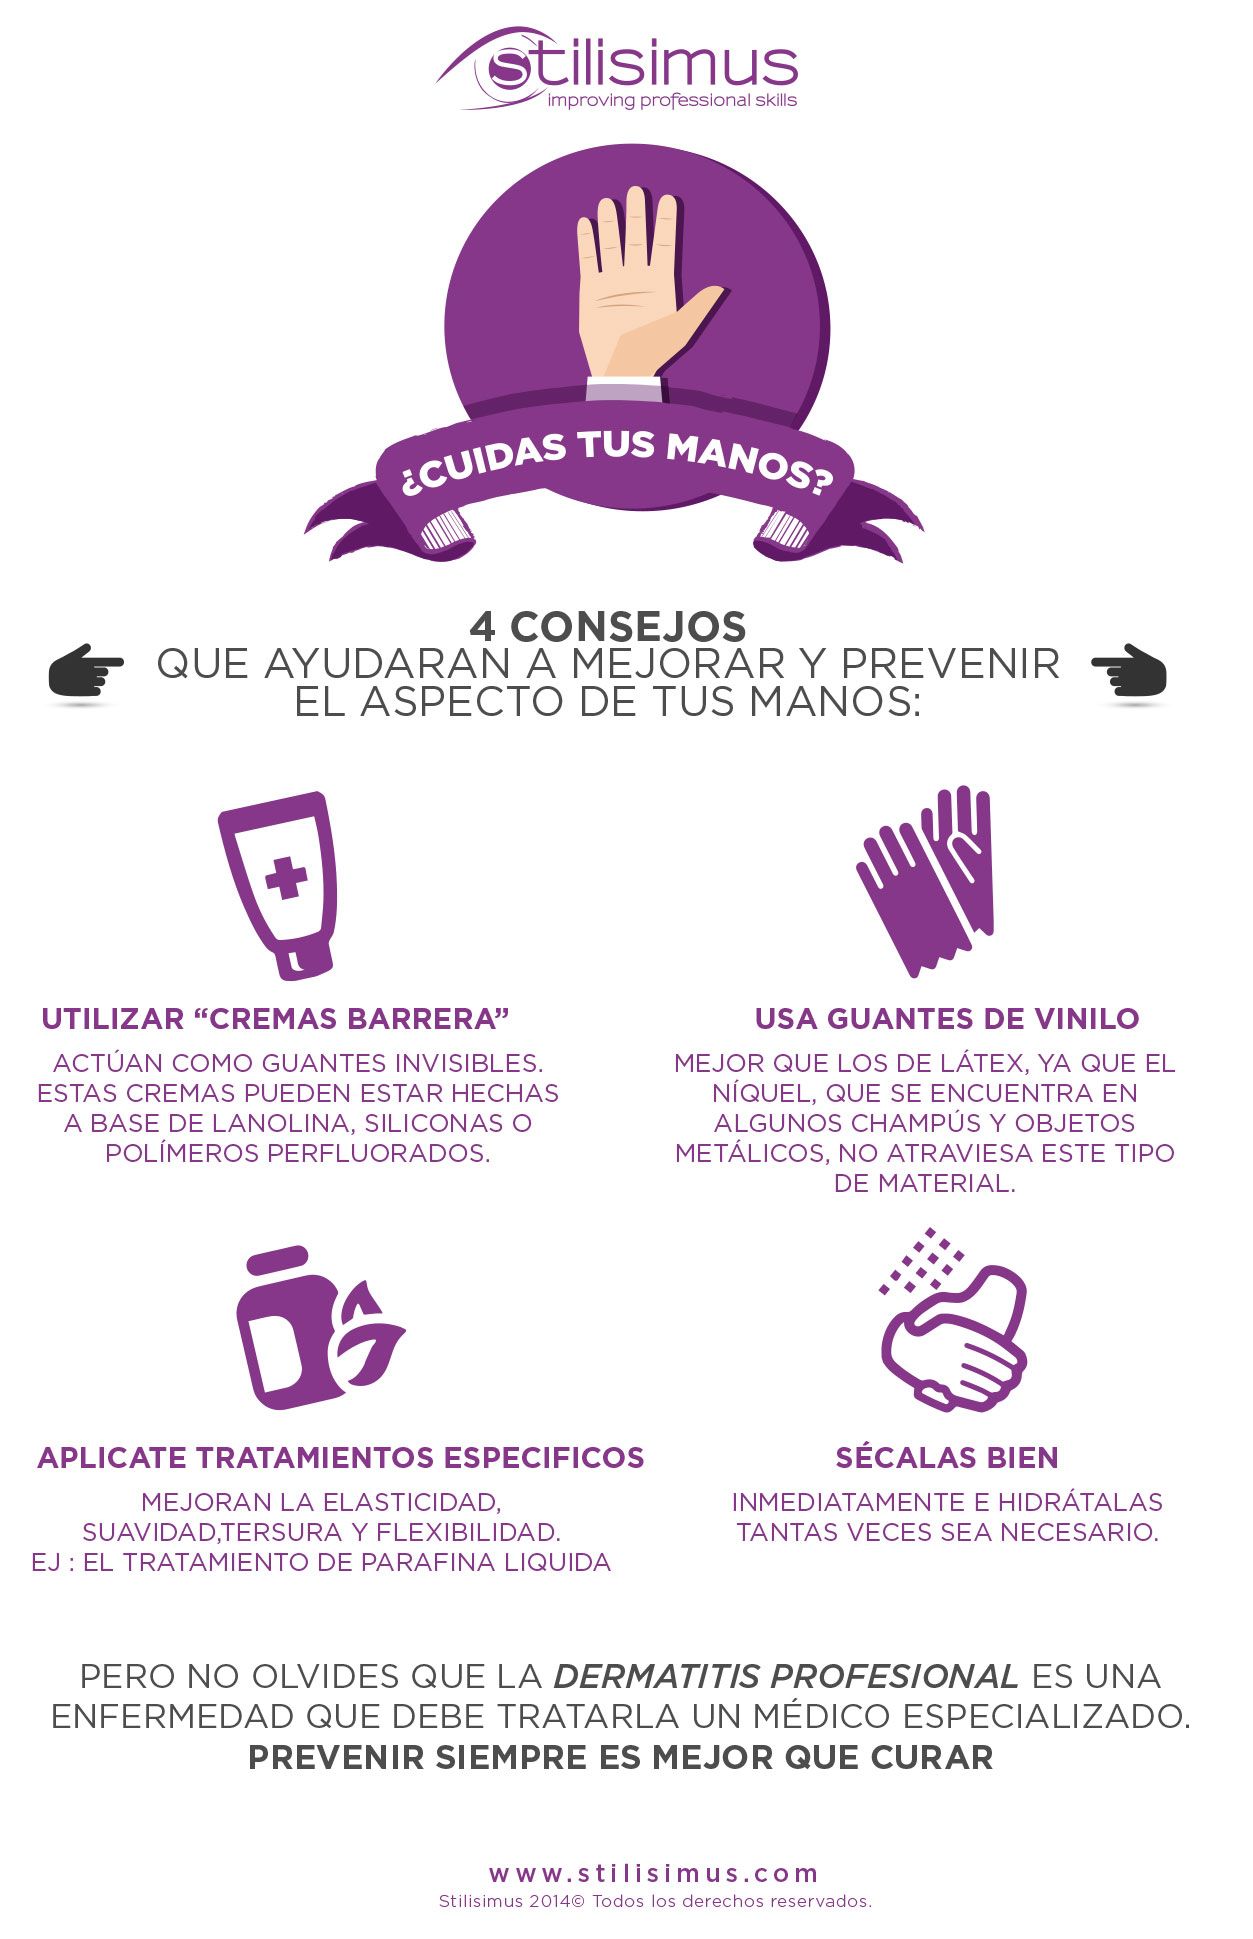 stilisimus
improving professional skills
¿CUIDAS TUS MANOS?
4 CONSEJOS
QUE AYUDARAN A MEJORAR Y PREVENIR
EL ASPECTO DE TUS MANOS:
UTILIZAR “CREMAS BARRERA”
ACTÚAN COMO GUANTES INVISIBLES.
ESTAS CREMAS PUEDEN ESTAR HECHAS
A BASE DE LANOLINA, SILICONAS O
POLÍMEROS PERFLUORADOS.
USA GUANTES DE VINILO
MEJOR QUE LOS DE LÁTEX, YA QUE EL
NÍQUEL, QUE SE ENCUENTRA EN
ALGUNOS CHAMPÚS Y OBJETOS
METÁLICOS, NO ATRAVIESA ESTE TIPO
DE MATERIAL.
APLICATE TRATAMIENTOS ESPECIFICOS
MEJORAN LA ELASTICIDAD,
SUAVIDAD,TERSURA Y FLEXIBILIDAD.
EJ : EL TRATAMIENTO DE PARAFINA LIQUIDA
SÉCALAS BIEN
INMEDIATAMENTE E HIDRÁTALAS
TANTAS VECES SEA NECESARIO.
PERO NO OLVIDES QUE LA DERMATITIS PROFESIONAL ES UNA
ENFERMEDAD QUE DEBE TRATARLA UN MÉDICO ESPECIALIZADO.
PREVENIR SIEMPRE ES MEJOR QUE CURAR
www.stilisimus.com
Stilisimus 2014© Todos los derechos reservados.